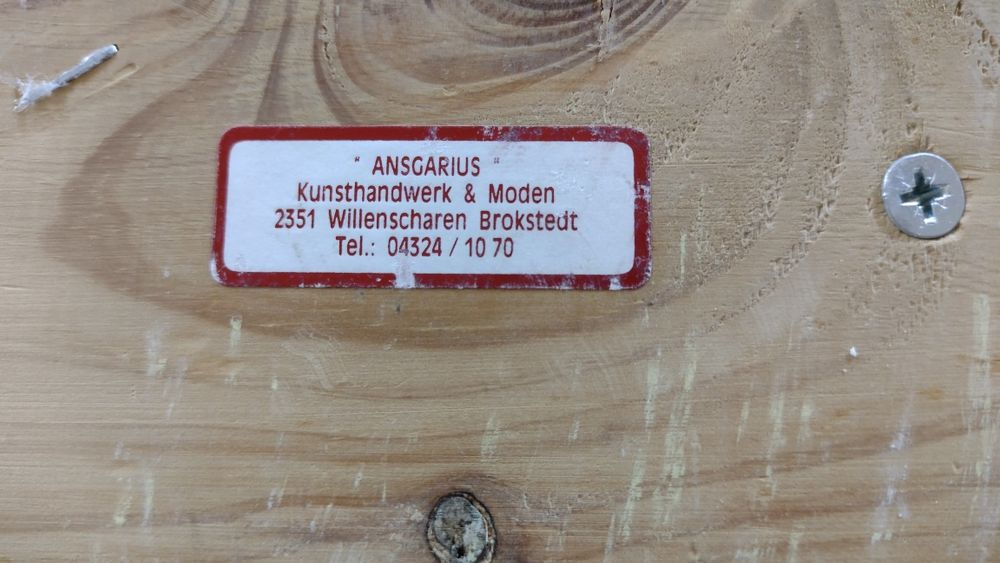 " ANSGARIUS "
Kunsthandwerk & Moden
2351 Willenscharen Brokstedt
Tel.: 04324 / 10 70